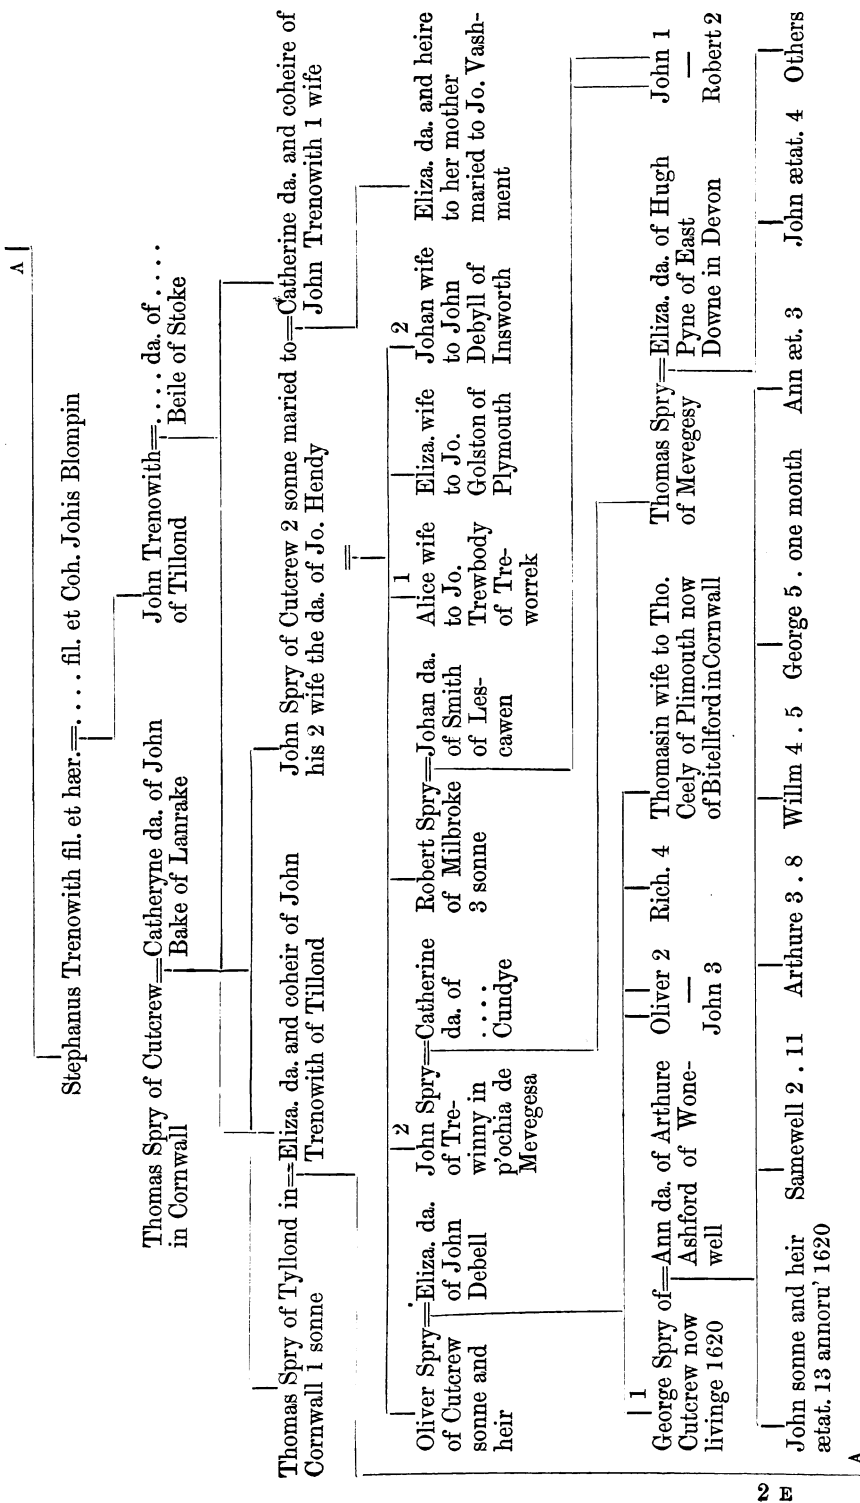 A
Stephanus Trenowith fil. et hær.═. . . . fil. et Coh. Johis Blompin
Thomas Spry of Cutcrew═Catheryne da. of John
in Cornwall
Bake of Lanrake
John Trenowith═. . . . . da. of . . . . .
of Tillond
Beile of Stoke
Thomas Spry of Tyllond in═Eliza. da. and coheir of John
Cornwall 1 sonne
Trenowith of Tillond
John Spry of Cutcrew 2 sonne maried to═Catherine da. and coheire of
his 2 wife the da. of Jo. Hendy
John Trenowith 1 wife
═
Oliver Spry═Eliza. da.
of Cutcrew
of John
sonne and
Debell
heir
2
John Spry═Catherine
of Tre-
da. of
winny in
. . . .
p'ochia de
Cundye
Mevegesa
Robert Spry═Johan da.
of Milbroke
of Smith
3 sonne
of Les-
cawen
1
Alice wife
to Jo.
Trewbody
of Tre-
worrek
Eliza. wife
to Jo.
Golston of
Plymouth
2
Johan wife
to John
Debyll of
Insworth
Eliza. da. and heire
to her mother
maried to Jo. Vash-
ment
1
George Spry of═Ann da. of Arthure
Cutcrew now
Ashford of Wone-
livinge 1620
well
Oliver 2
—
John 3
Rich. 4
Thomasin wife to Tho.
Ceely of Plimouth now
of Bitellford in Cornwall
Thomas Spry═Eliza. da. of Hugh
of Mevegesy
Pyne of East
Downe in Devon
John 1
—
Robert 2
John sonne and heir
ætat. 13 annoru' 1620
Samewell 2 . 11
Arthure 3 . 8
Willm 4 . 5
George 5 . one month
Ann æt. 3
John ætat. 4
Others
A
2 E